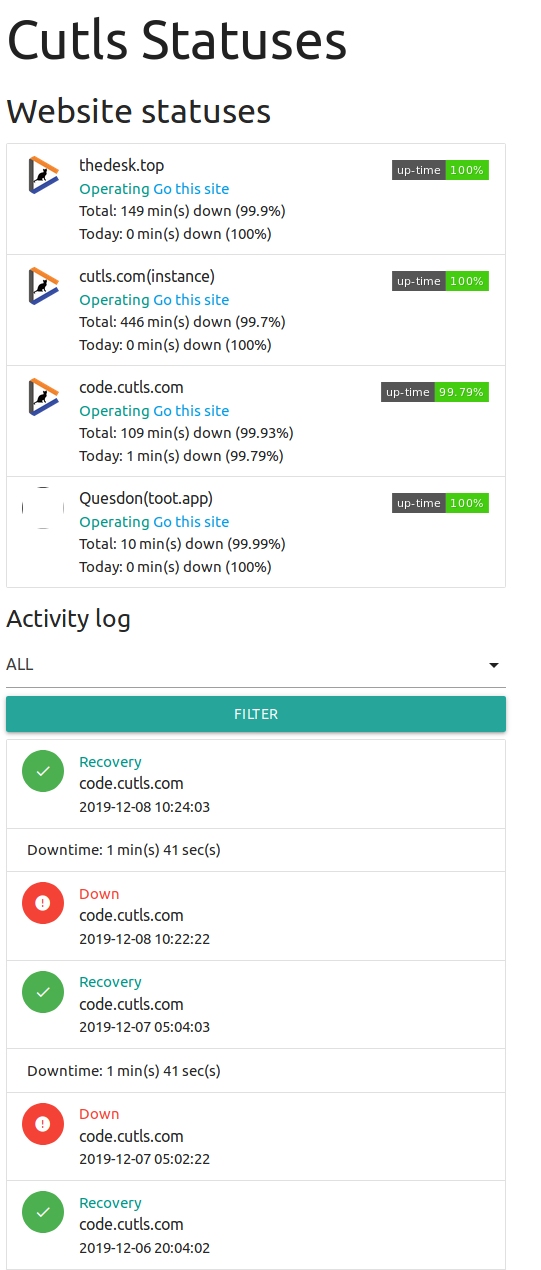 Cutls Statuses
Website statuses
thedesk.top
up-time 100%
Operating Go this site
Total: 149 min(s) down (99.9%)
Today: 0 min(s) down (100%)
cutls.com(instance)
up-time 100%
Operating Go this site
Total: 446 min(s) down (99.7%)
Today: 0 min(s) down (100%)
code.cutls.com
up-time 99.79%
Operating Go this site
Total: 109 min(s) down (99.93%)
Today: 1 min(s) down (99.79%)
Quesdon(toot.app)
up-time 100%
Operating Go this site
Total: 10 min(s) down (99.99%)
Today: 0 min(s) down (100%)
Activity log
ALL
FILTER
Recovery
code.cutls.com
2019-12-08 10:24:03
Downtime: 1 min(s) 41 sec(s)
Down
code.cutls.com
2019-12-08 10:22:22
Recovery
code.cutls.com
2019-12-07 05:04:03
Downtime: 1 min(s) 41 sec(s)
Down
code.cutls.com
2019-12-07 05:02:22
Recovery
code.cutls.com
2019-12-06 20:04:02